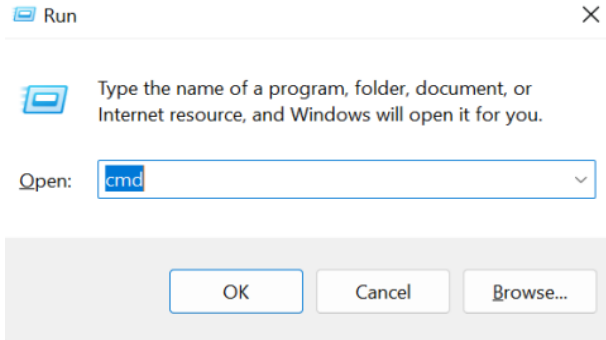 Run
Type the name of a program, folder, document, or
Internet resource, and Windows will open it for you.
Open: cmd
OK Cancel Browse...